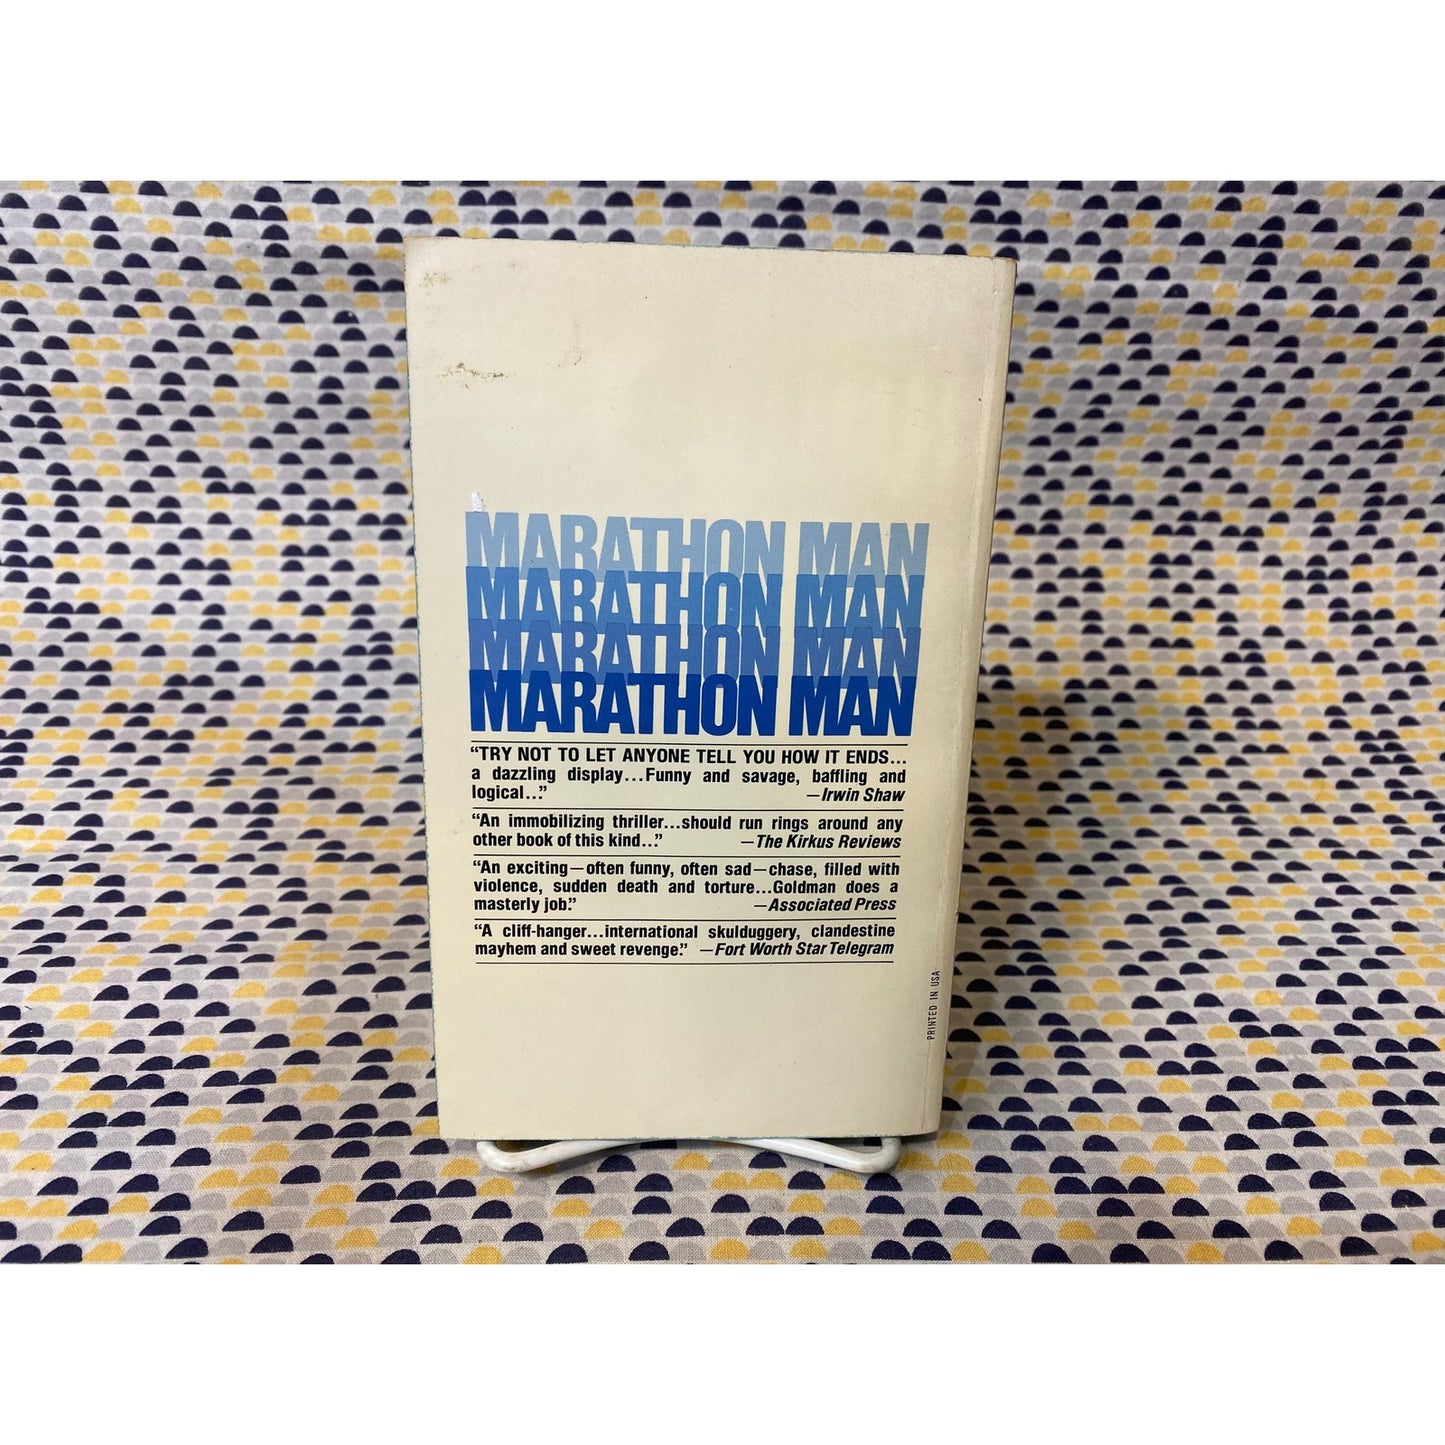 MARATHON MAN
MARATHON MAN
MARATHON MAN
MARATHON MAN
“TRY NOT TO LET ANYONE TELL YOU HOW IT ENDS...
a dazzling display...Funny and savage, baffling and
logical...” —Irwin Shaw
“An immobilizing thriller...should run rings around any
other book of this kind...” —The Kirkus Reviews
“An exciting—often funny, often sad—chase, filled with
violence, sudden death and torture...Goldman does a
masterly job.” —Associated Press
“A cliff-hanger...international skulduggery, clandestine
mayhem and sweet revenge.” —Fort Worth Star Telegram
PRINTED IN USA